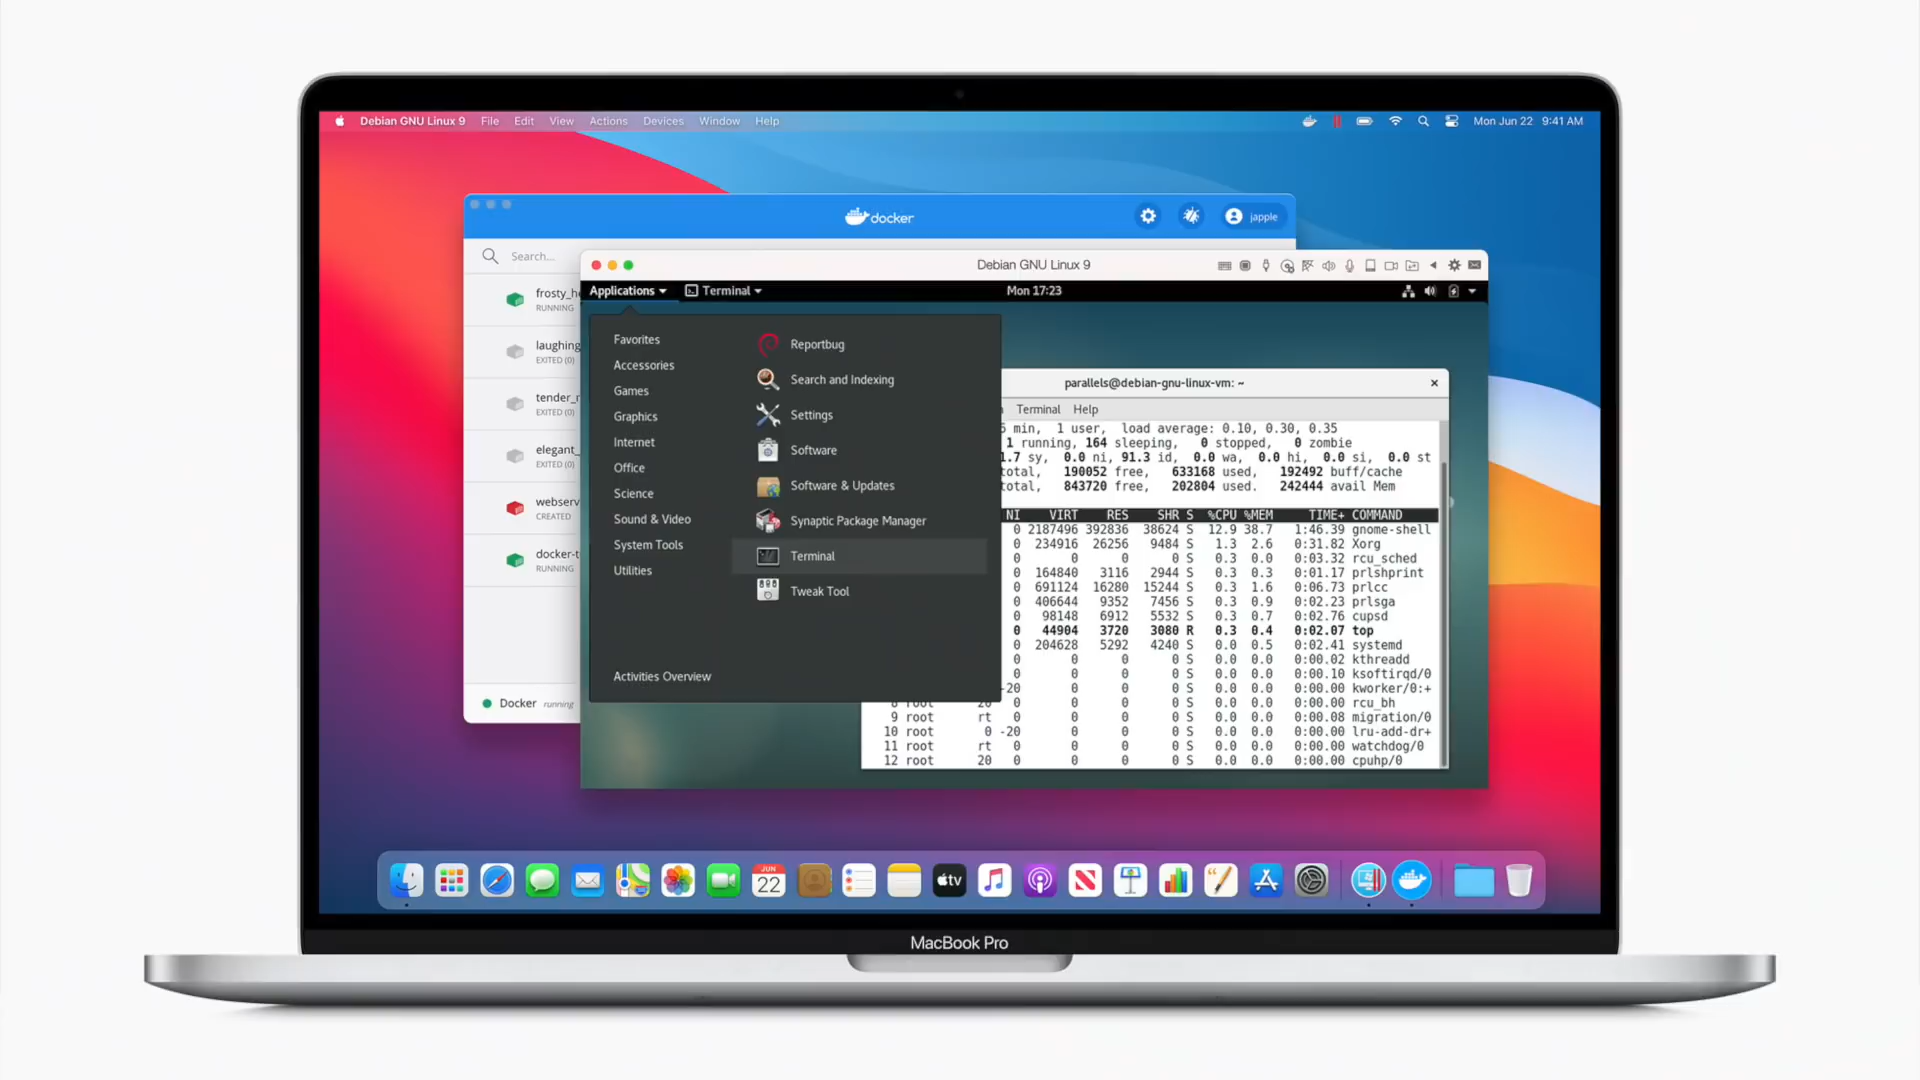 Debian GNU Linux 9 File Edit View Actions Devices Window Help Mon Jun 22 9:41 AM
docker
japple
Search...
frosty_h
RUNNING
laughing
EXITED (0)
tender_
EXITED (0)
elegant_
EXITED (0)
webserv
CREATED
docker-t
RUNNING
Docker running
Debian GNU Linux 9
Applications Terminal Mon 17:23
Favorites
Accessories
Games
Graphics
Internet
Office
Science
Sound & Video
System Tools
Utilities
Activities Overview
Reportbug
Search and Indexing
Settings
Software
Software & Updates
Synaptic Package Manager
Terminal
Tweak Tool
parallels@debian-gnu-linux-vm: ~
Terminal Help
min, 1 user, load average: 0.10, 0.30, 0.35
1 running, 164 sleeping, 0 stopped, 0 zombie
1.7 sy, 0.0 ni, 91.3 id, 0.0 wa, 0.0 hi, 0.0 si, 0.0 st
total, 190052 free, 633168 used, 192492 buff/cache
total, 843720 free, 202804 used. 242444 avail Mem
NI VIRT RES SHR S %CPU %MEM TIME+ COMMAND
0 2187496 392836 38624 S 12.9 38.7 1:46.39 gnome-shell
0 234916 26256 9484 S 1.3 2.6 0:31.82 Xorg
0 0 0 0 S 0.3 0.0 0:03.32 rcu_sched
0 164840 3116 2944 S 0.3 0.3 0:01.17 prlshprint
0 691124 16280 15244 S 0.3 1.6 0:06.73 prlcc
0 406644 9352 7456 S 0.3 0.9 0:02.23 prlsga
0 98148 6912 5532 S 0.3 0.7 0:02.76 cupsd
0 44904 3720 3080 R 0.3 0.4 0:02.07 top
0 204628 5292 4240 S 0.0 0.5 0:02.41 systemd
0 0 0 0 S 0.0 0.0 0:00.02 kthreadd
0 0 0 0 S 0.0 0.0 0:00.10 ksoftirqd/0
-20 0 0 0 S 0.0 0.0 0:00.00 kworker/0:+
8 root 20 0 0 0 0 S 0.0 0.0 0:00.00 rcu_bh
9 root rt 0 0 0 0 S 0.0 0.0 0:00.08 migration/0
10 root 0 -20 0 0 0 S 0.0 0.0 0:00.00 lru-add-dr+
11 root rt 0 0 0 0 S 0.0 0.0 0:00.00 watchdog/0
12 root 20 0 0 0 0 S 0.0 0.0 0:00.00 cpuhp/0
JUN
22
tv
MacBook Pro